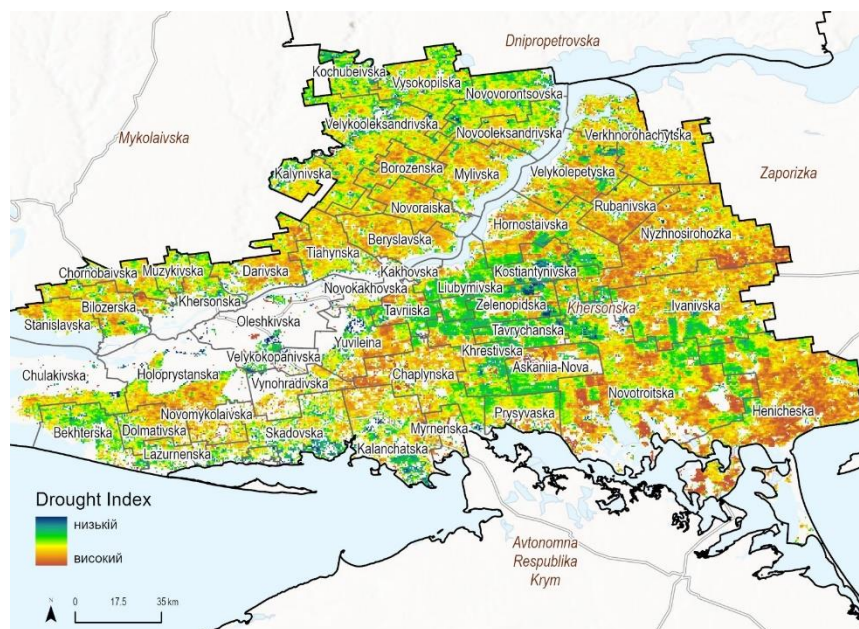 Dnipropetrovska
Kochubeivska
Vysokopilska
Novovorontsovska
Mykolaivska
Velykooleksandrivska
Novooleksandrivska
Verkhnorohachytska
Kalynivska
Borozenska
Mylivska
Velykolepetyska
Zaporizka
Novoraiska
Rubanivska
Hornostaivska
Nyzhnosirohozka
Beryslavska
Tiahynska
Chornobaivska
Muzykivska
Darivska
Kakhovska
Kostiantynivska
Novokakhovska
Liubymivska
Bilozerska
Khersonska
Zelenopidska
Khersonska
Ivanivska
Stanislavska
Oleshkivska
Tavriiska
Tavrychanska
Yuvileina
Velykokopanivska
Khrestivska
Askaniia-Nova
Chulakivska
Holoprystanska
Vynohradivska
Chaplynska
Novotroitska
Henicheska
Novomykolaivska
Prysyvaska
Bekhterska
Dolmativska
Skadovska
Myrnenska
Lazurnenska
Kalanchatska
Drought Index
низькій
високий
Avtonomna
Respublika
Krym
N
0 17.5 35 km